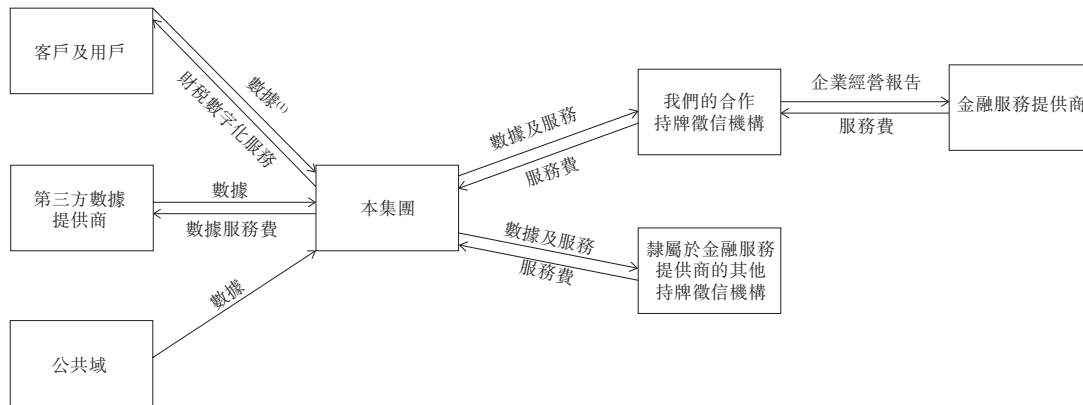 客戶及用戶
數據⁽¹⁾
財稅數字化服務
第三方數據
提供商
數據
數據服務費
公共域
數據
本集團
數據及服務
服務費
數據及服務
服務費
我們的合作
持牌徵信機構
隸屬於金融服務
提供商的其他
持牌徵信機構
企業經營報告
服務費
金融服務提供商